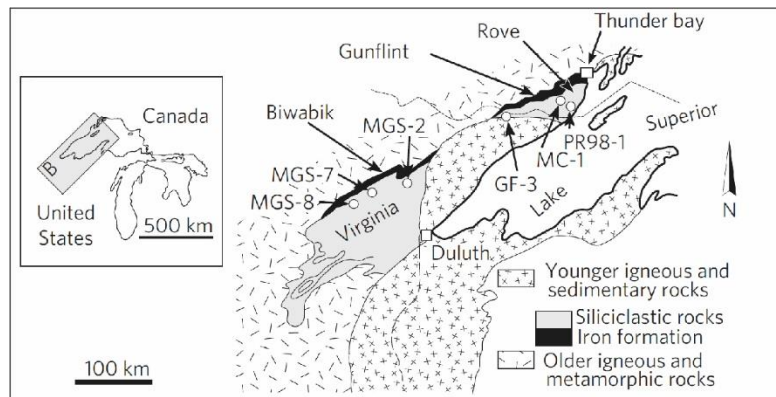 Thunder bay
Rove
Gunflint
Canada
Biwabik
MGS-2
Superior
PR98-1
MC-1
GF-3
MGS-7
MGS-8
B
Lake
N
United
States
500 km
Virginia
Duluth
Younger igneous and
sedimentary rocks
Siliciclastic rocks
Iron formation
Older igneous and
metamorphic rocks
100 km